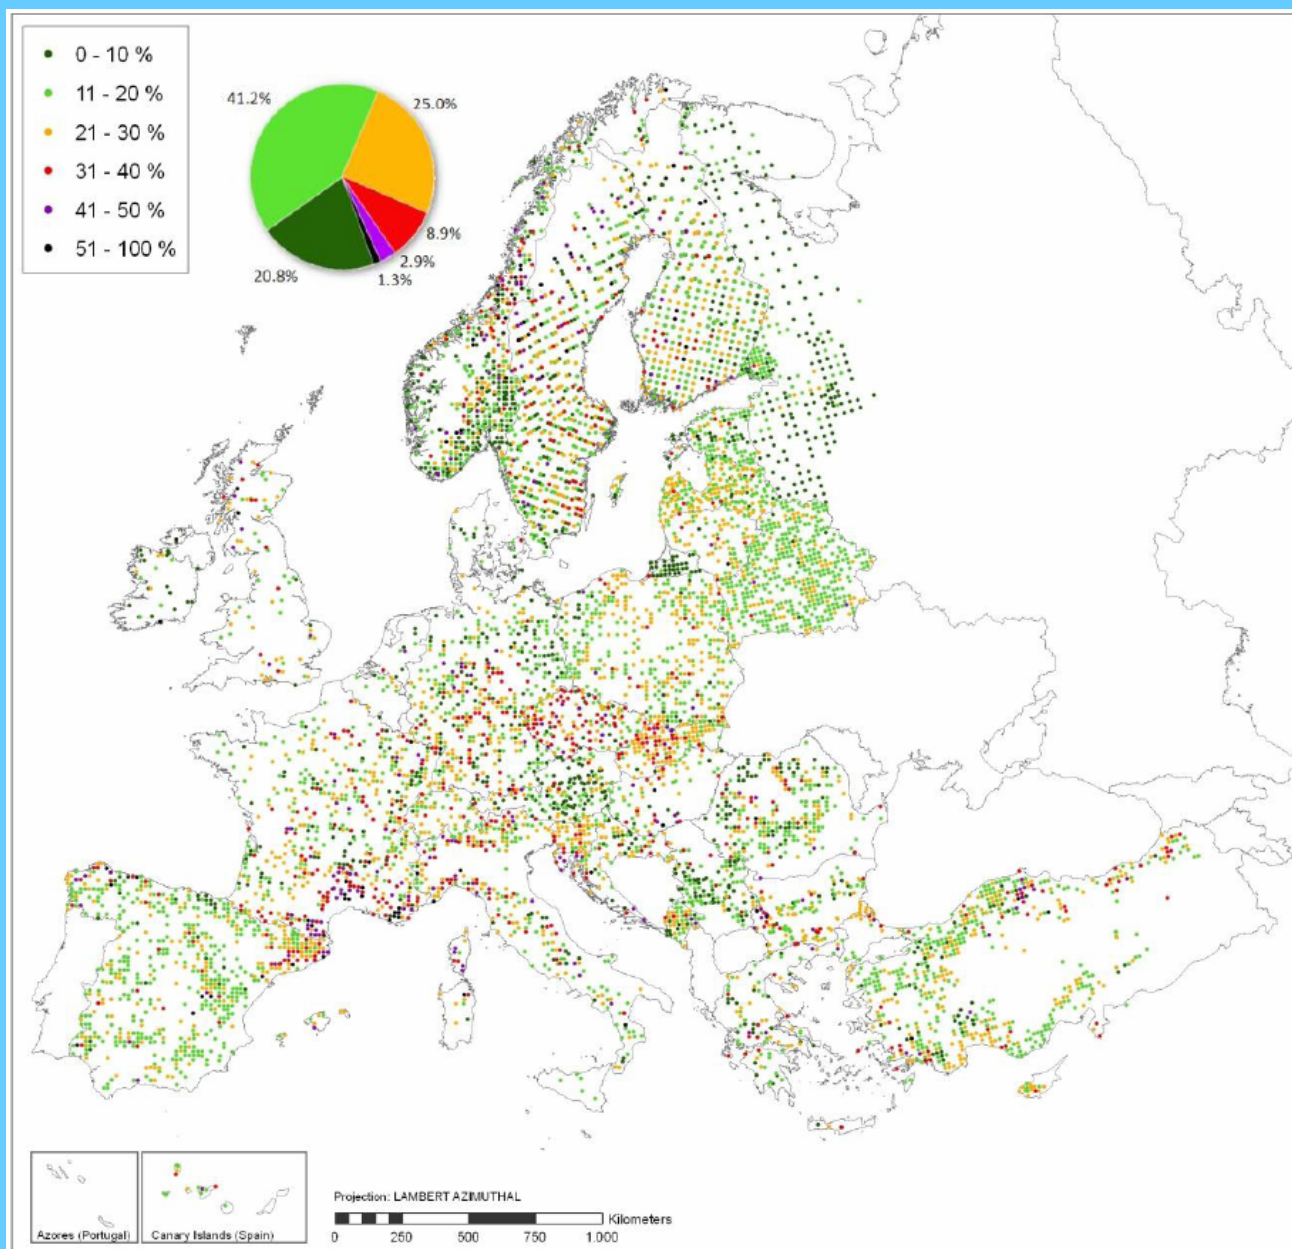 0 - 10 %
11 - 20 %
21 - 30 %
31 - 40 %
41 - 50 %
51 - 100 %
41.2%
25.0%
8.9%
2.9%
1.3%
20.8%
Azores (Portugal)
Canary Islands (Spain)
Projection: LAMBERT AZIMUTHAL
Kilometers
0 250 500 750 1.000